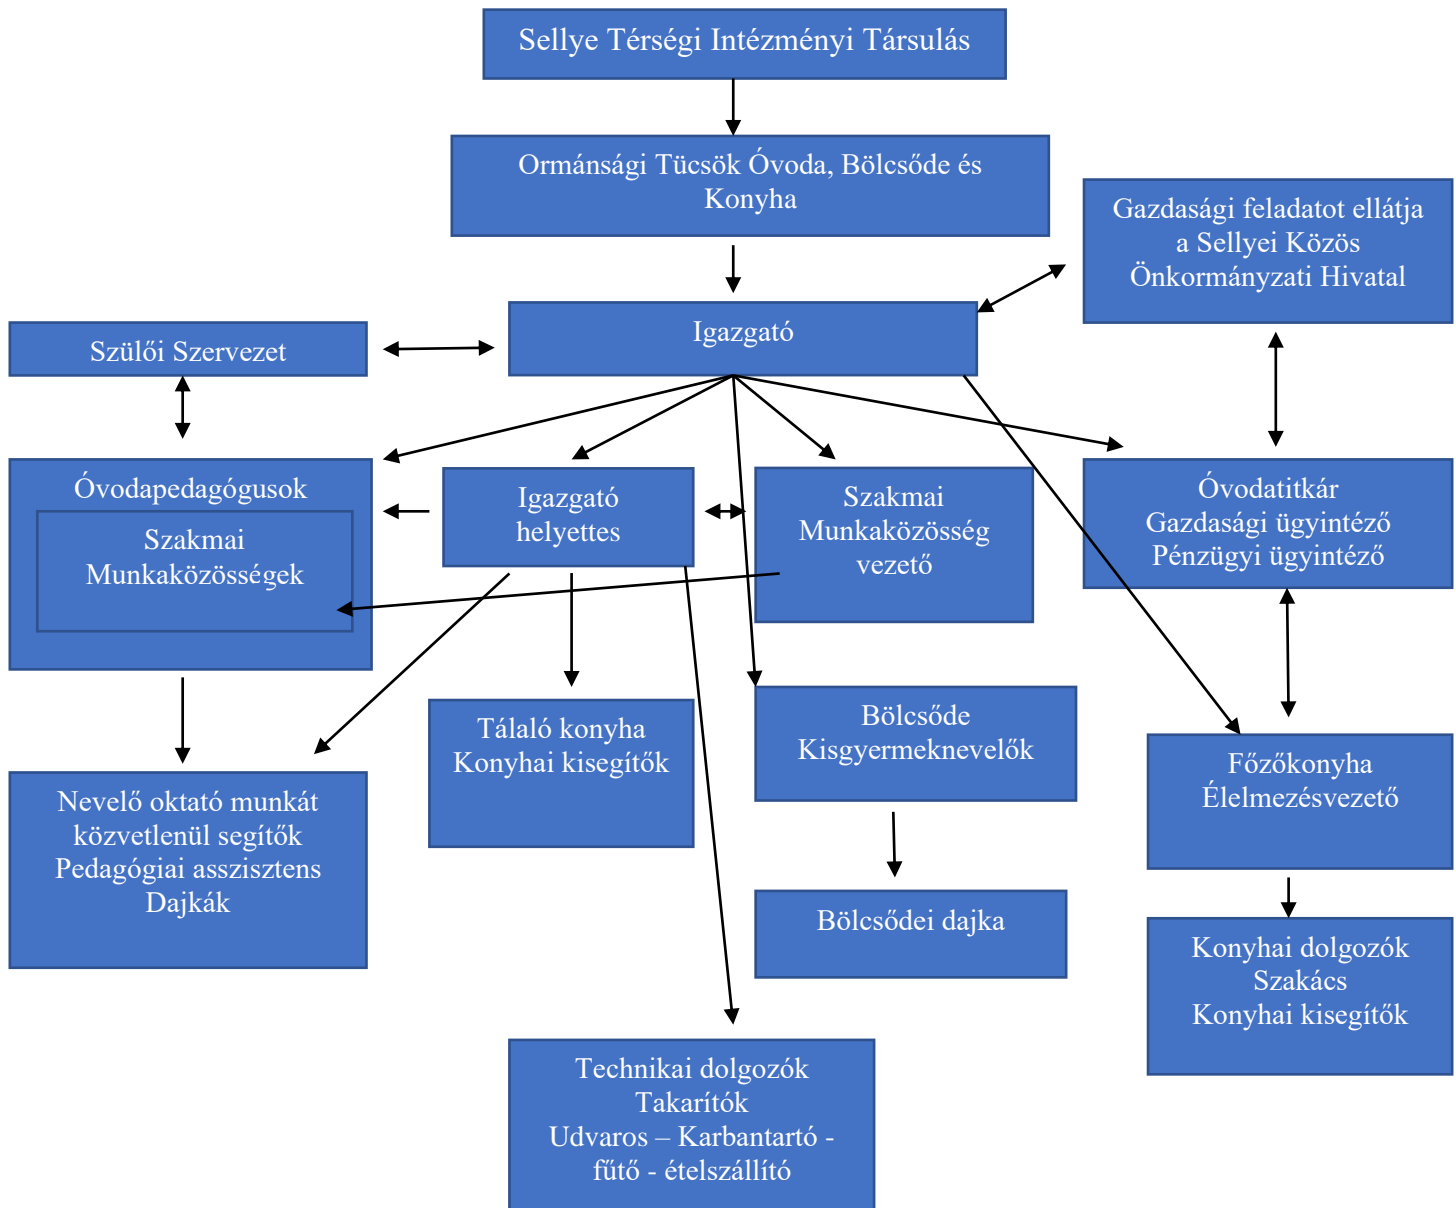 Sellye Térségi Intézményi Társulás
Ormánsági Tücsök Óvoda, Bölcsőde és
Konyha
Gazdasági feladatot ellátja
a Sellyei Közös
Önkormányzati Hivatal
Igazgató
Szülői Szervezet
Óvodapedagógusok
Szakmai
Munkaközösségek
Igazgató
helyettes
Szakmai
Munkaközösség
vezető
Óvodatitkár
Gazdasági ügyintéző
Pénzügyi ügyintéző
Tálaló konyha
Konyhai kisegítők
Bölcsőde
Kisgyermeknevelők
Főzőkonyha
Élelmezésvezető
Nevelő oktató munkát
közvetlenül segítők
Pedagógiai asszisztens
Dajkák
Bölcsődei dajka
Konyhai dolgozók
Szakács
Konyhai kisegítők
Technikai dolgozók
Takarítók
Udvaros – Karbantartó -
fűtő - ételszállító